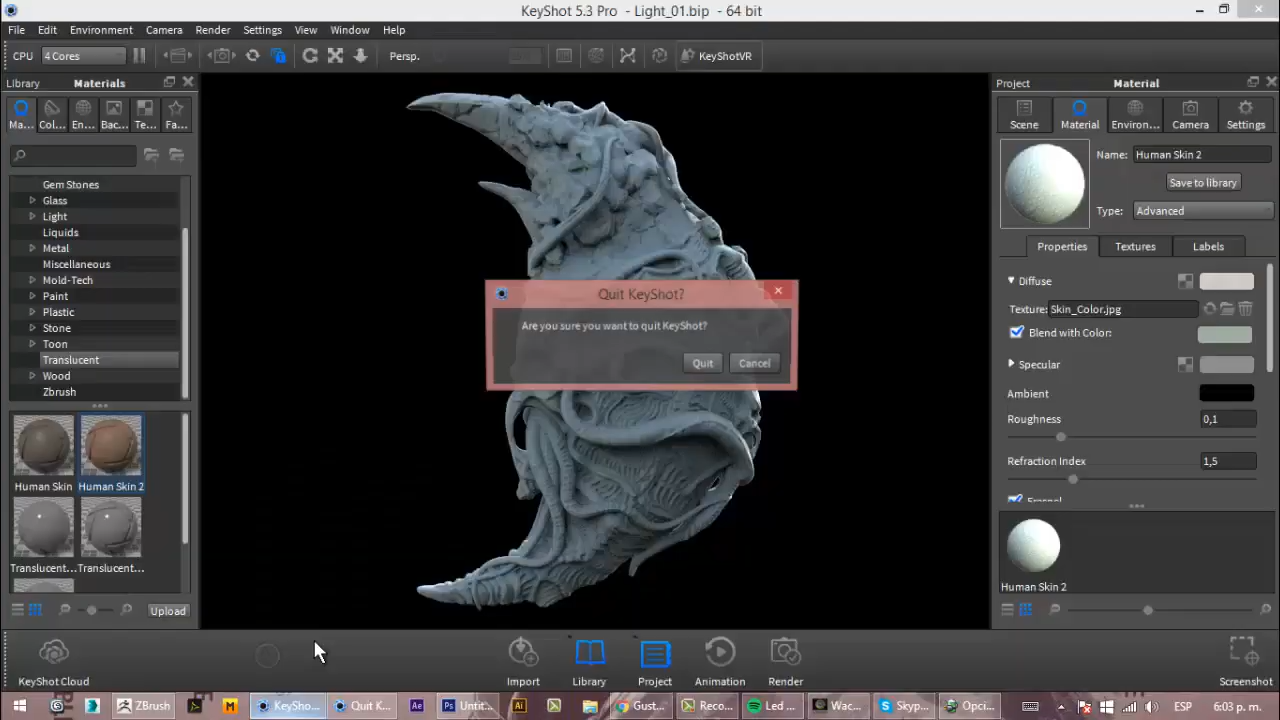 KeyShot 5.3 Pro - Light_01.bip - 64 bit
File Edit Environment Camera Render Settings View Window Help
CPU 4 Cores Persp. KeyShotVR
Library Materials
Project Material
Ma... Col... En... Bac... Te... Fa...
Scene Material Environ... Camera Settings
Name: Human Skin 2
Save to library
Type: Advanced
Properties Textures Labels
Gem Stones
Glass
Light
Liquids
Metal
Miscellaneous
Mold-Tech
Paint
Plastic
Stone
Toon
Translucent
Wood
Zbrush
Human Skin Human Skin 2
Translucent... Translucent...
Upload
Quit KeyShot?
Are you sure you want to quit KeyShot?
Quit Cancel
Diffuse
Texture: Skin_Color.jpg
Blend with Color:
Specular
Ambient
Roughness 0,1
Refraction Index 1,5
Fresnel
Human Skin 2
KeyShot Cloud Import Library Project Animation Render Screenshot
ZBrush KeySho... Quit K... Ae Ps Untit... Ai Gust... Reco... Led ... Wac... Skyp... Opci... ESP 6:03 p. m.